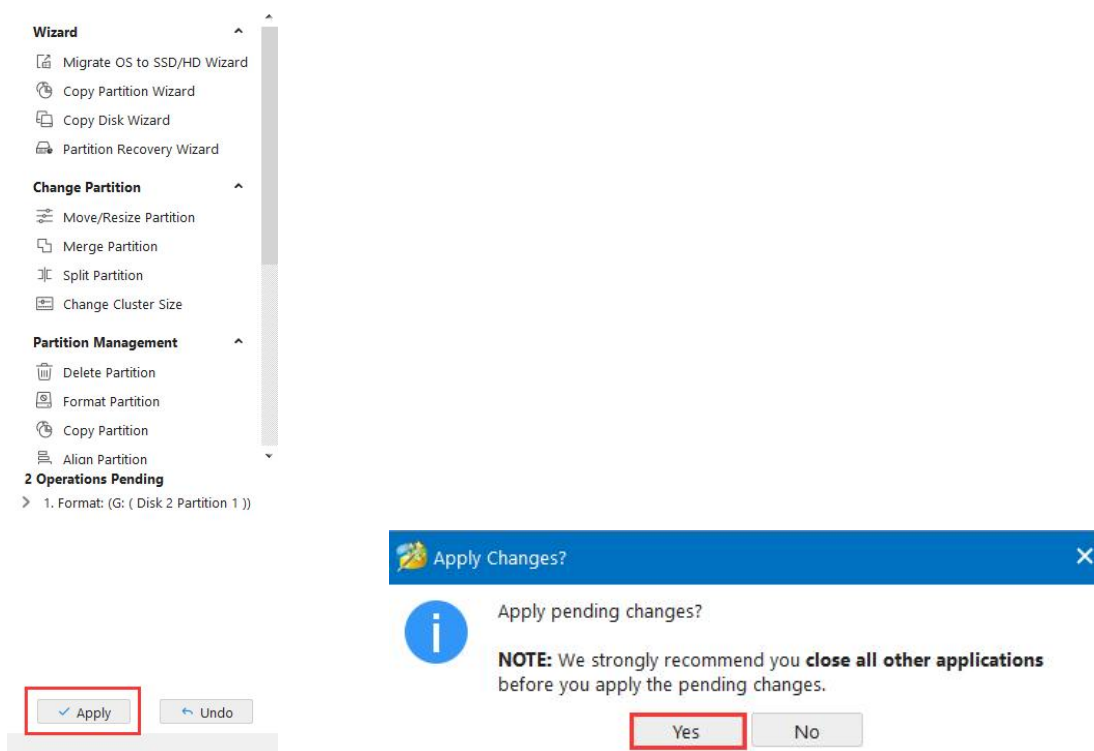 Wizard
Migrate OS to SSD/HD Wizard
Copy Partition Wizard
Copy Disk Wizard
Partition Recovery Wizard
Change Partition
Move/Resize Partition
Merge Partition
Split Partition
Change Cluster Size
Partition Management
Delete Partition
Format Partition
Copy Partition
Align Partition
2 Operations Pending
1. Format: (G: ( Disk 2 Partition 1 ))
Apply
Undo
Apply Changes?
Apply pending changes?
NOTE: We strongly recommend you close all other applications
before you apply the pending changes.
Yes
No